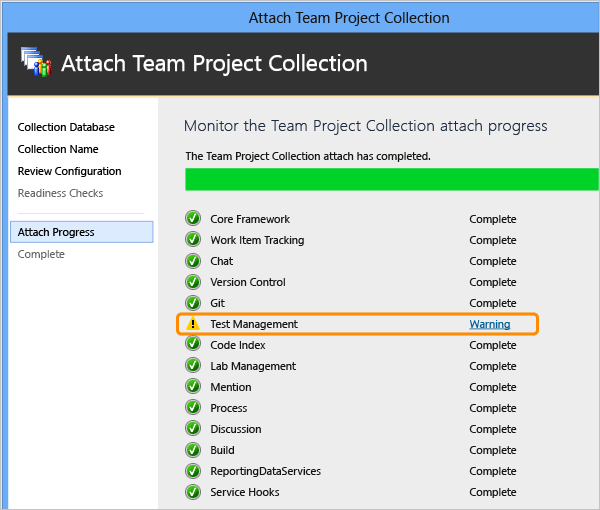 Attach Team Project Collection
Attach Team Project Collection
Collection Database
Collection Name
Review Configuration
Readiness Checks
Attach Progress
Complete
Monitor the Team Project Collection attach progress
The Team Project Collection attach has completed.
Core Framework Complete
Work Item Tracking Complete
Chat Complete
Version Control Complete
Git Complete
Test Management Warning
Code Index Complete
Lab Management Complete
Mention Complete
Process Complete
Discussion Complete
Build Complete
ReportingDataServices Complete
Service Hooks Complete